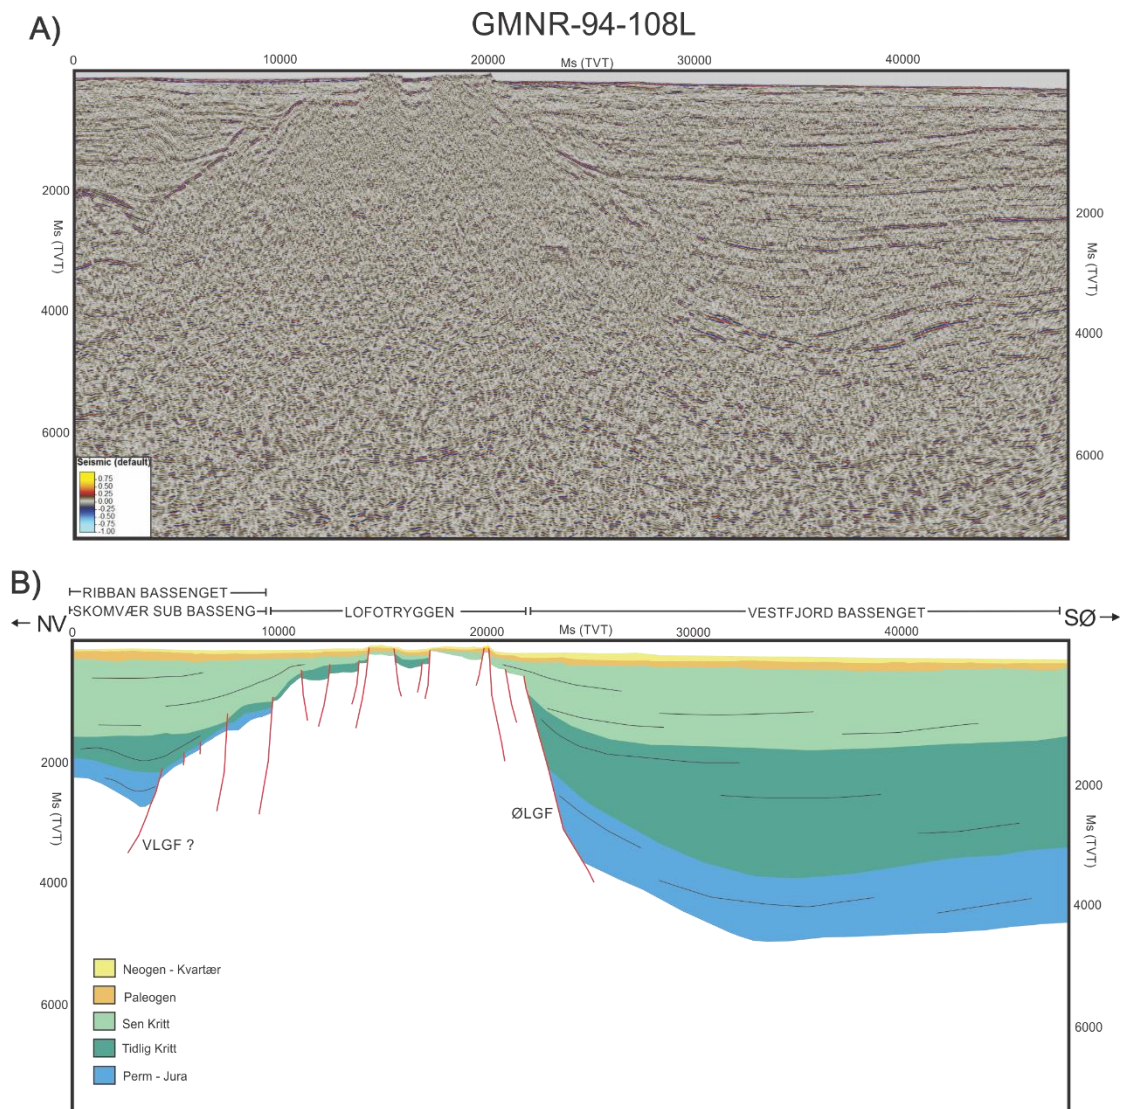 GMNR-94-108L
A)
0 10000 20000 Ms (TVT) 30000 40000
2000
Ms (TVT)
4000
6000
2000
Ms (TVT)
4000
6000
Seismic (default)
0.75
0.50
0.25
0.00
-0.25
-0.50
-0.75
-1.00
B)
RIBBAN BASSENGET
SKOMVÆR SUB BASSENG LOFOTRYGGEN VESTFJORD BASSENGET
← NV SØ →
0 10000 20000 Ms (TVT) 30000 40000
2000
Ms (TVT)
4000
6000
VLGF ?
ØLGF
2000
Ms (TVT)
4000
6000
Neogen - Kvartær
Paleogen
Sen Kritt
Tidlig Kritt
Perm - Jura